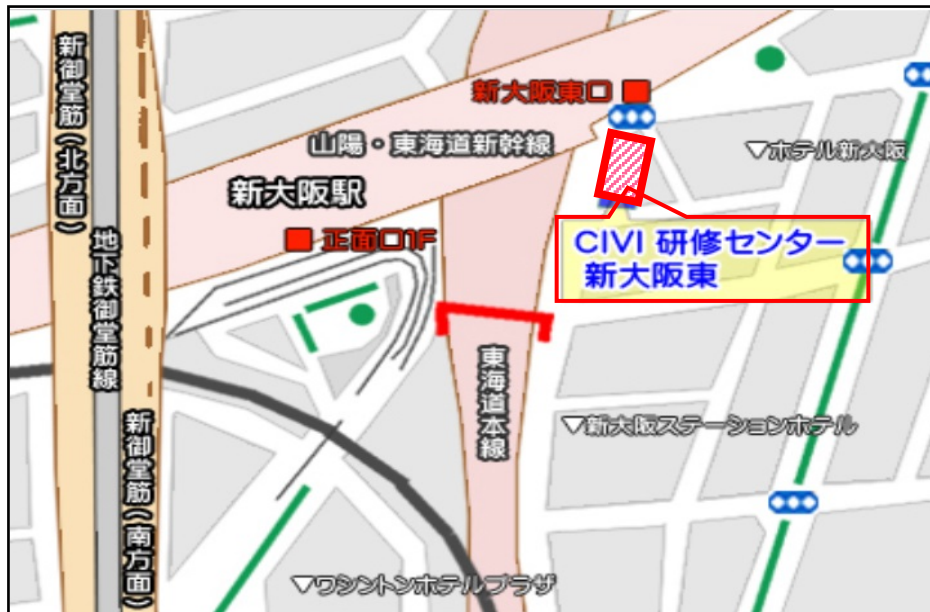 新御堂筋(北方面)
新大阪東口
山陽・東海道新幹線
▽ホテル新大阪
新大阪駅
正面口1F
CIVI 研修センター
新大阪東
地下鉄御堂筋線
東海道本線
新御堂筋(南方面)
▽新大阪ステーションホテル
▽ワシントンホテルプラザ